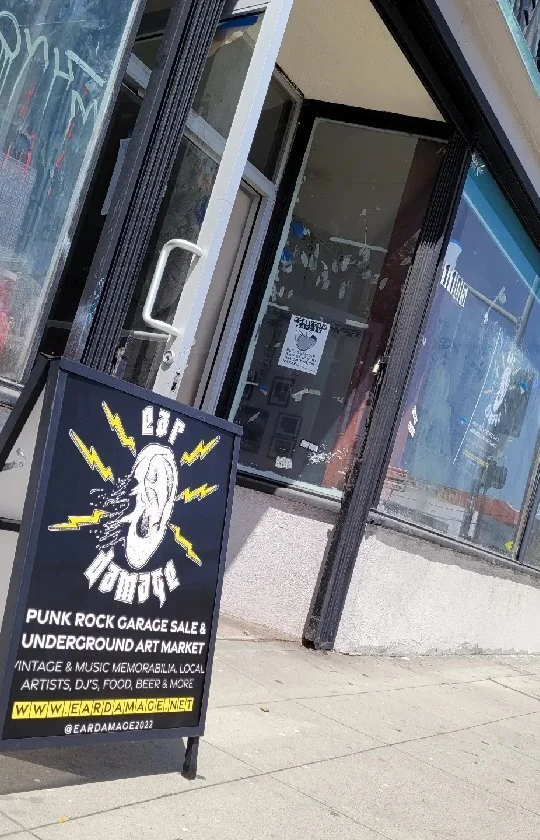 ear
damage
PUNK ROCK GARAGE SALE &
UNDERGROUND ART MARKET
VINTAGE & MUSIC MEMORABILIA, LOCAL
ARTISTS, DJ'S, FOOD, BEER & MORE
WWW.EARDAMAGE.NET
@EARDAMAGE2022